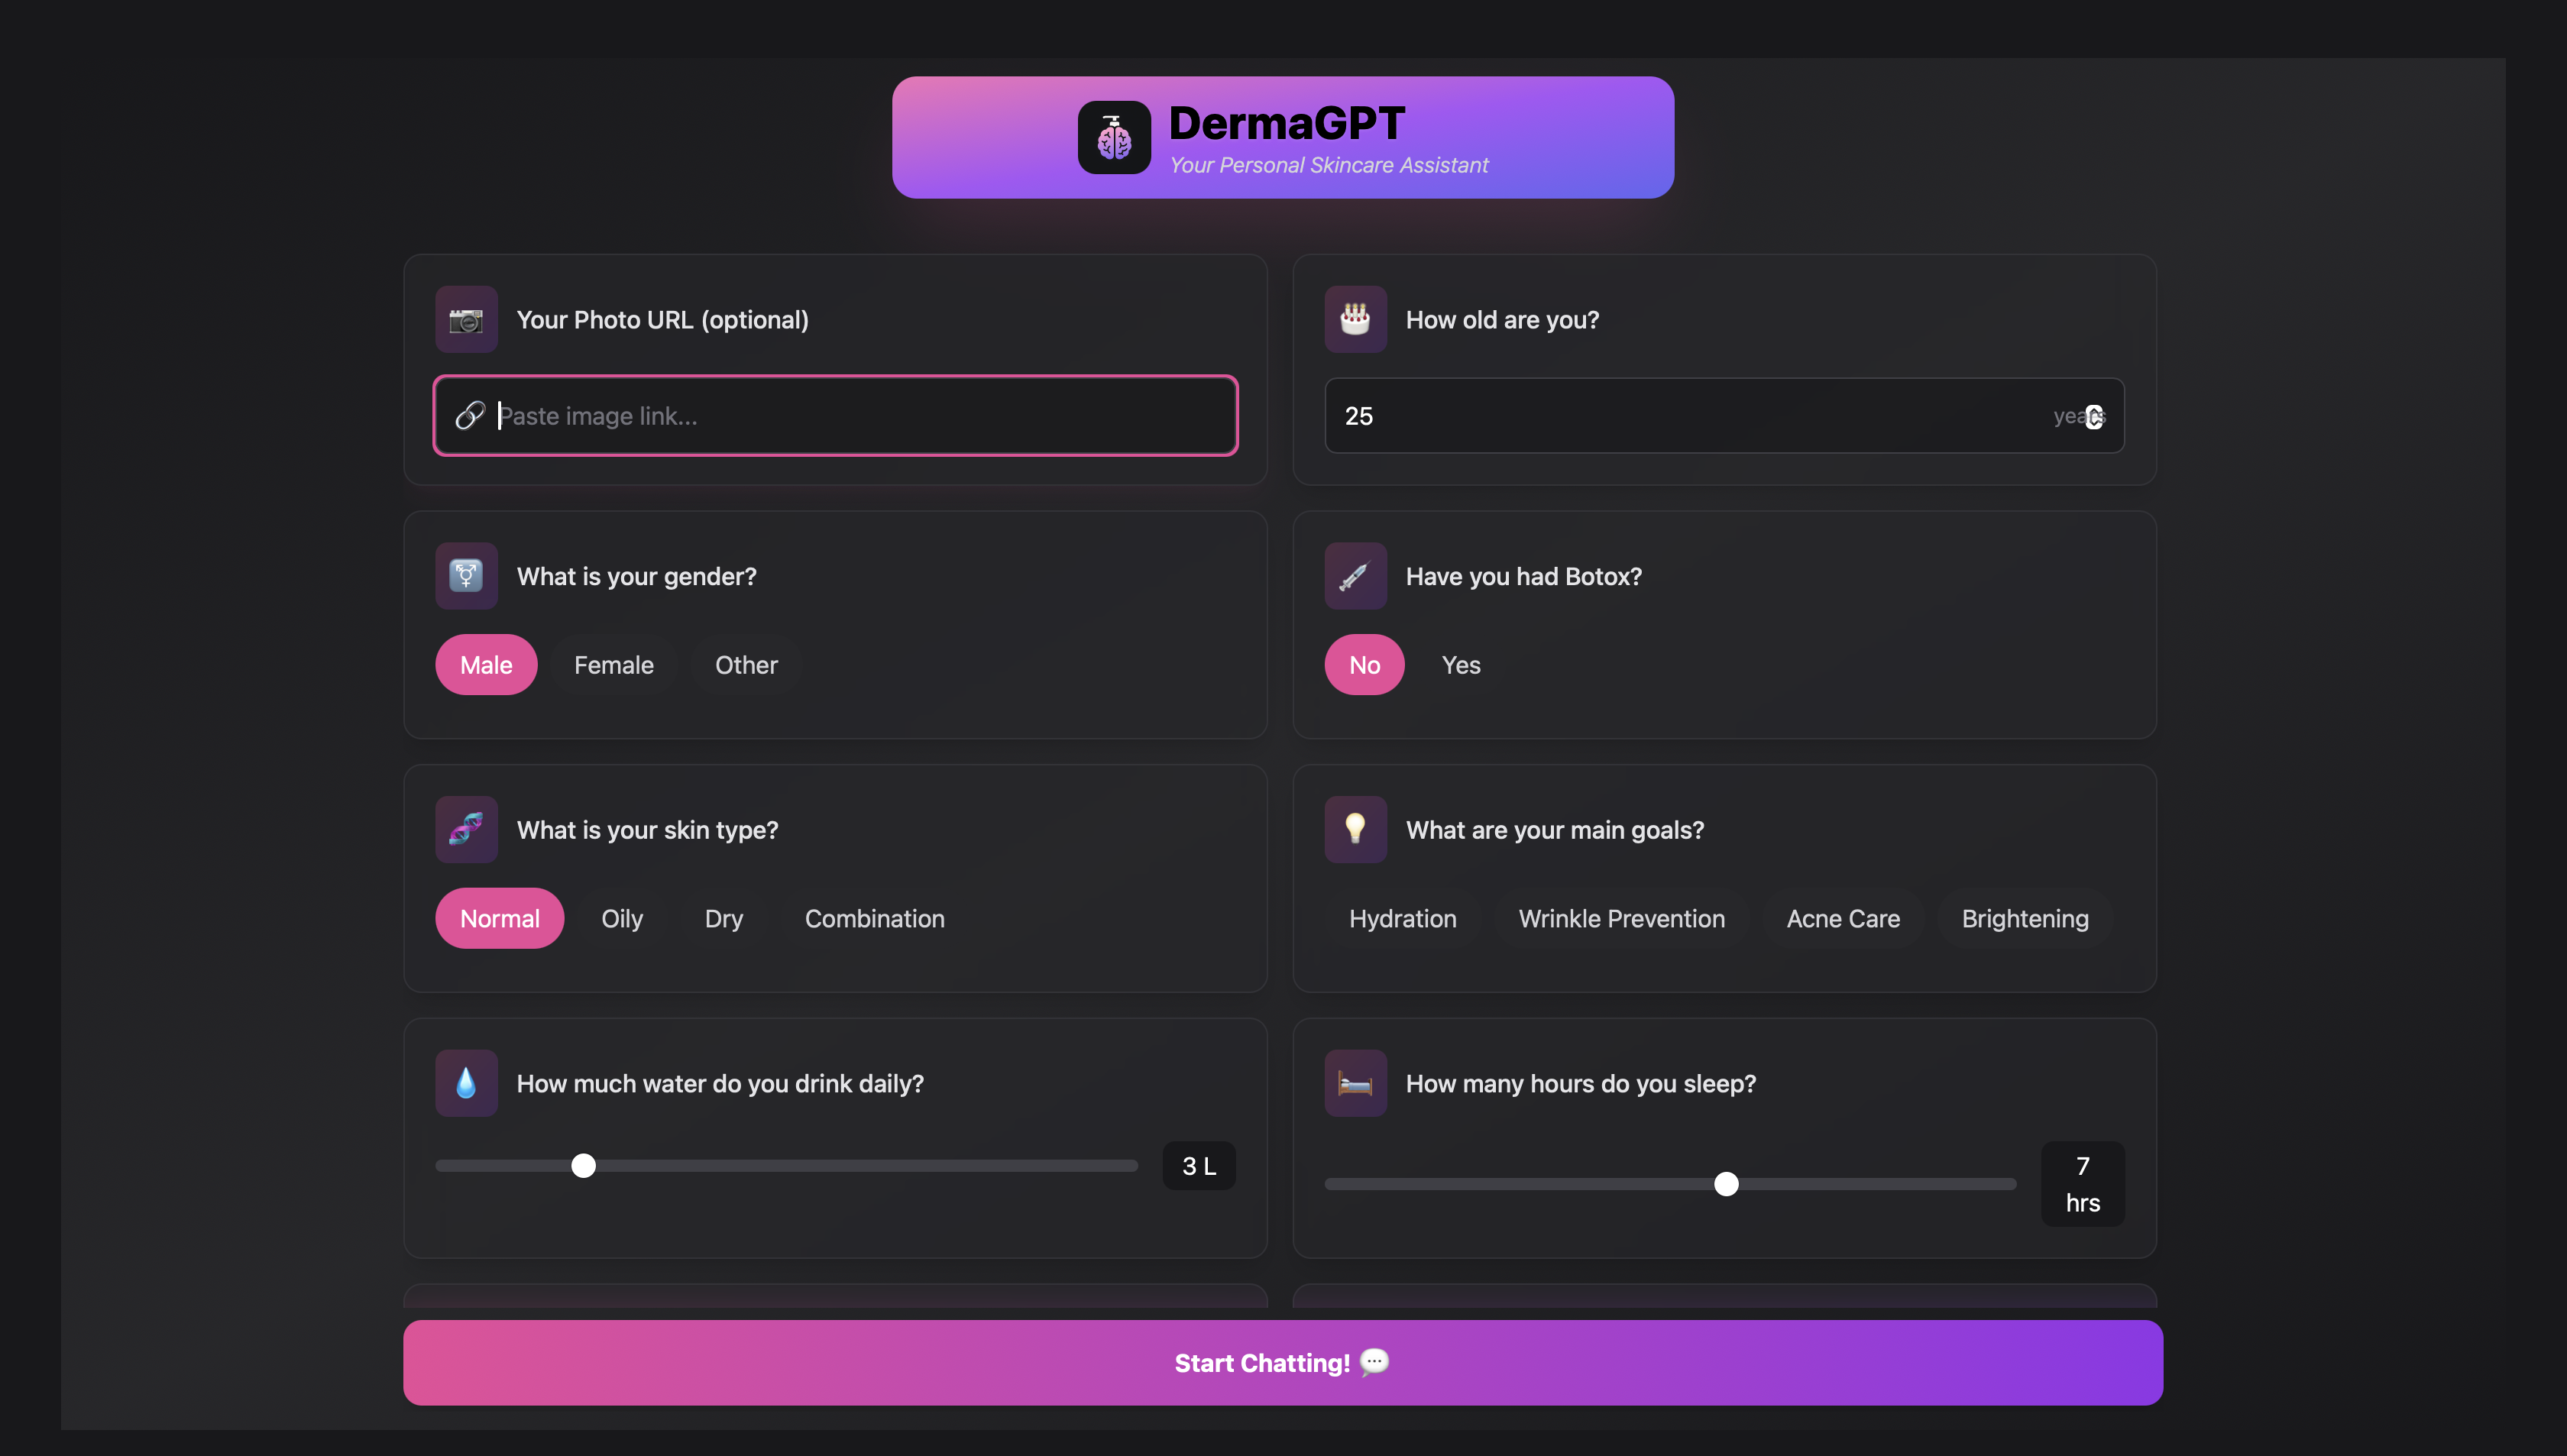 DermaGPT
Your Personal Skincare Assistant
Your Photo URL (optional)
Paste image link...
How old are you?
25
years
What is your gender?
Male
Female
Other
Have you had Botox?
No
Yes
What is your skin type?
Normal
Oily
Dry
Combination
What are your main goals?
Hydration
Wrinkle Prevention
Acne Care
Brightening
How much water do you drink daily?
3 L
How many hours do you sleep?
7
hrs
Start Chatting! 💬